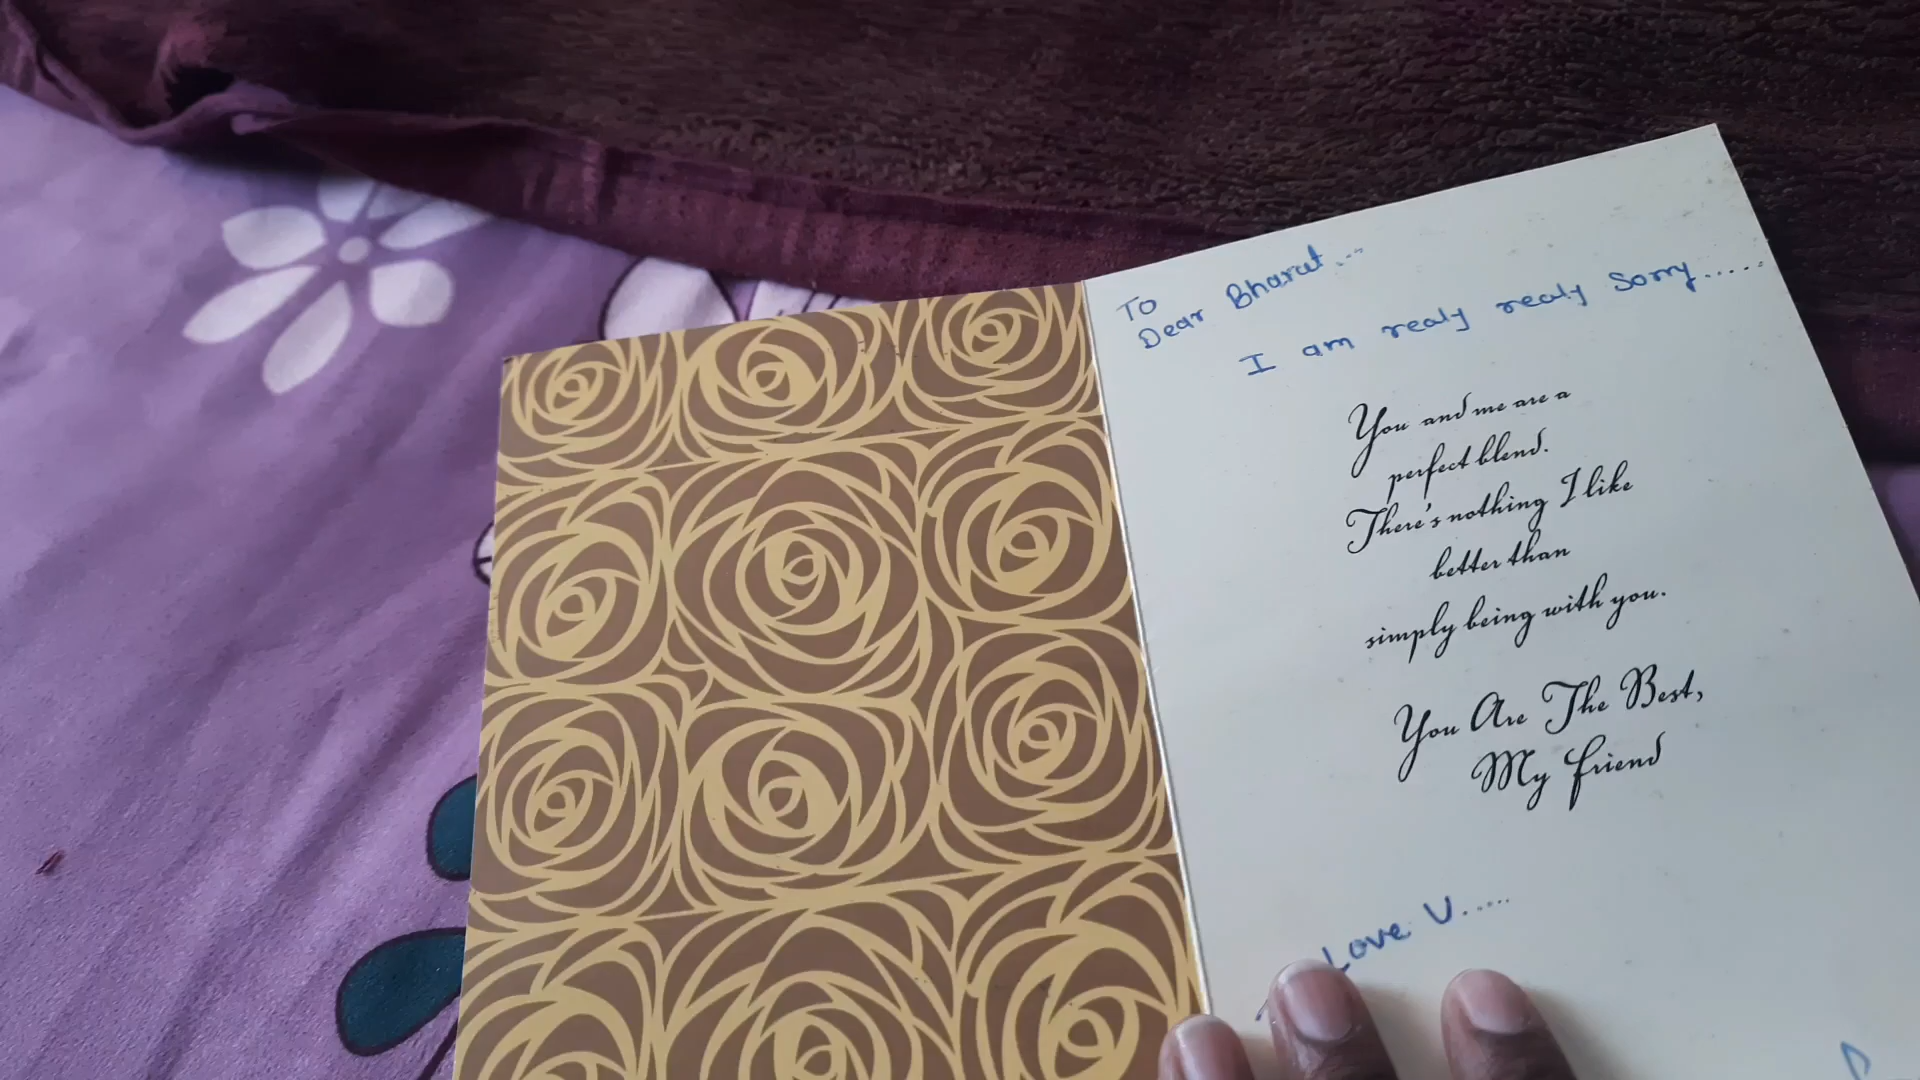 To
Dear Bharat...
I am realy realy Sorry.....
You and me are a
perfect blend.
There's nothing I like
better than
simply being with you.
You Are The Best,
My friend
Love U.....